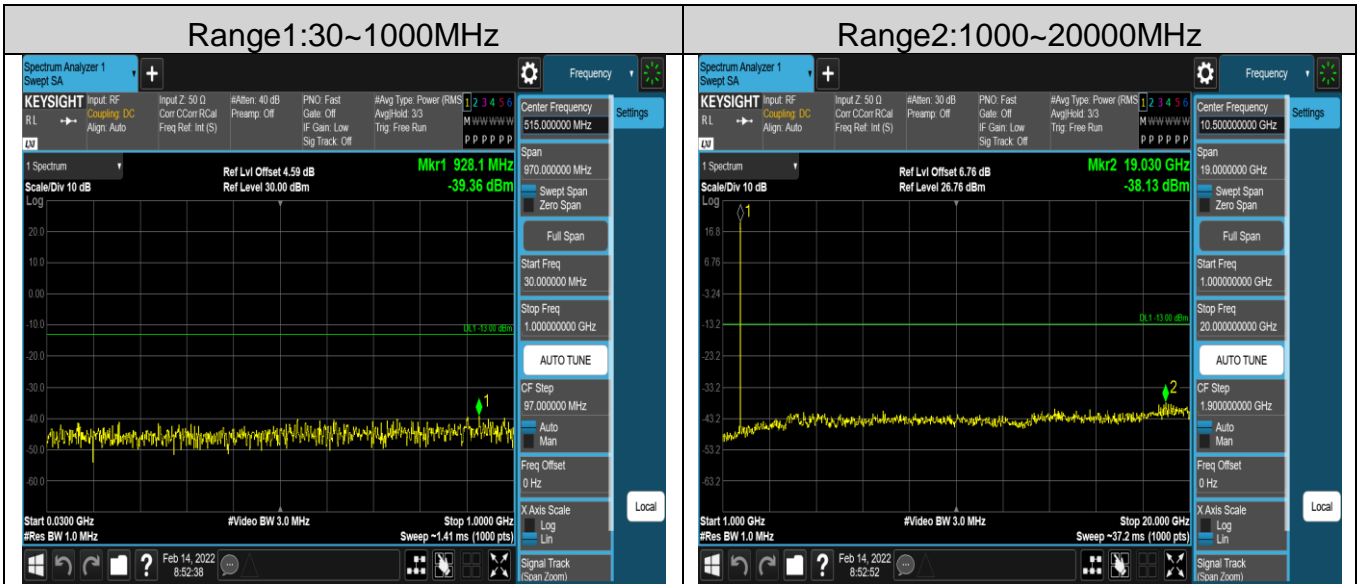 Range1:30~1000MHz
Range2:1000~20000MHz
Spectrum Analyzer 1
Swept SA
+
Frequency
KEYSIGHT
RL
Input: RF
Coupling: DC
Align: Auto
Input Z: 50 Ω
Corr CCorr RCal
Freq Ref: Int (S)
#Atten: 40 dB
Preamp: Off
PNO: Fast
Gate: Off
IF Gain: Low
Sig Track: Off
#Avg Type: Power (RMS
Avg|Hold: 3/3
Trig: Free Run
1 2 3 4 5 6
M W W W W W
P P P P P P
Center Frequency
515.000000 MHz
Settings
1 Spectrum
Scale/Div 10 dB
Log
Ref Lvl Offset 4.59 dB
Ref Level 30.00 dBm
Mkr1 928.1 MHz
-39.36 dBm
Span
970.000000 MHz
Swept Span
Zero Span
Full Span
Start Freq
30.000000 MHz
Stop Freq
1.000000000 GHz
AUTO TUNE
CF Step
97.000000 MHz
Auto
Man
Freq Offset
0 Hz
X Axis Scale
Log
Lin
Signal Track
(Span Zoom)
Local
20.0
10.0
0.00
-10.0
DL1 -13.00 dBm
-20.0
-30.0
1
-40.0
-50.0
-60.0
Start 0.0300 GHz
#Res BW 1.0 MHz
#Video BW 3.0 MHz
Stop 1.0000 GHz
Sweep ~1.41 ms (1000 pts)
?
Feb 14, 2022
8:52:38
Spectrum Analyzer 1
Swept SA
+
Frequency
KEYSIGHT
RL
Input: RF
Coupling: DC
Align: Auto
Input Z: 50 Ω
Corr CCorr RCal
Freq Ref: Int (S)
#Atten: 30 dB
Preamp: Off
PNO: Fast
Gate: Off
IF Gain: Low
Sig Track: Off
#Avg Type: Power (RMS
Avg|Hold: 3/3
Trig: Free Run
1 2 3 4 5 6
M W W W W W
P P P P P P
Center Frequency
10.500000000 GHz
Settings
1 Spectrum
Scale/Div 10 dB
Log
Ref Lvl Offset 6.76 dB
Ref Level 26.76 dBm
Mkr2 19.030 GHz
-38.13 dBm
Span
19.0000000 GHz
Swept Span
Zero Span
Full Span
Start Freq
1.000000000 GHz
Stop Freq
20.000000000 GHz
AUTO TUNE
CF Step
1.900000000 GHz
Auto
Man
Freq Offset
0 Hz
X Axis Scale
Log
Lin
Signal Track
(Span Zoom)
Local
1
16.8
6.76
-3.24
-13.2
DL1 -13.00 dBm
-23.2
-33.2
2
-43.2
-53.2
-63.2
Start 1.000 GHz
#Res BW 1.0 MHz
#Video BW 3.0 MHz
Stop 20.000 GHz
Sweep ~37.2 ms (1000 pts)
?
Feb 14, 2022
8:52:52